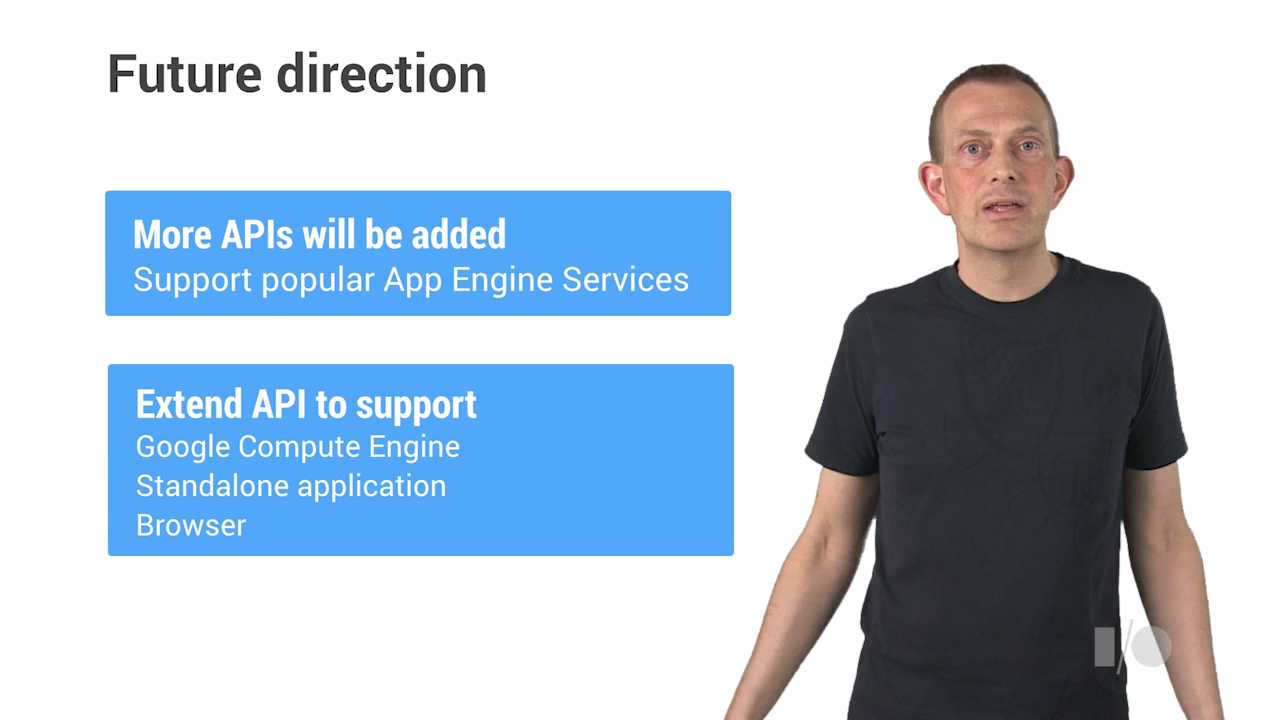 Future direction
More APIs will be added
Support popular App Engine Services
Extend API to support
Google Compute Engine
Standalone application
Browser
I/O